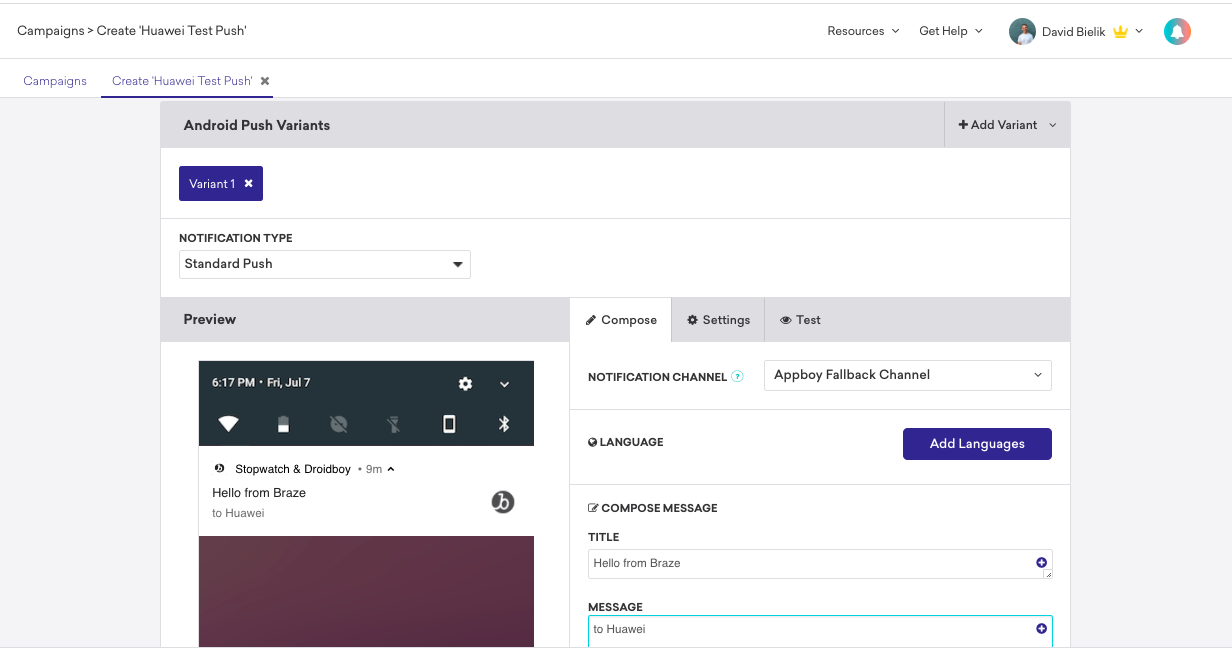 Campaigns > Create 'Huawei Test Push'
Resources
Get Help
David Bielik
Campaigns
Create 'Huawei Test Push'
Android Push Variants
Add Variant
Variant 1
NOTIFICATION TYPE
Standard Push
Preview
Compose
Settings
Test
6:17 PM • Fri, Jul 7
Stopwatch & Droidboy • 9m
Hello from Braze
to Huawei
b
NOTIFICATION CHANNEL ?
Appboy Fallback Channel
LANGUAGE
Add Languages
COMPOSE MESSAGE
TITLE
Hello from Braze
MESSAGE
to Huawei